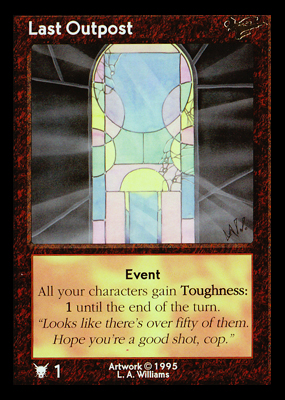 Last Outpost
Event
All your characters gain Toughness:
1 until the end of the turn.
"Looks like there's over fifty of them.
Hope you're a good shot, cop."
Artwork © 1995
L. A. Williams
1